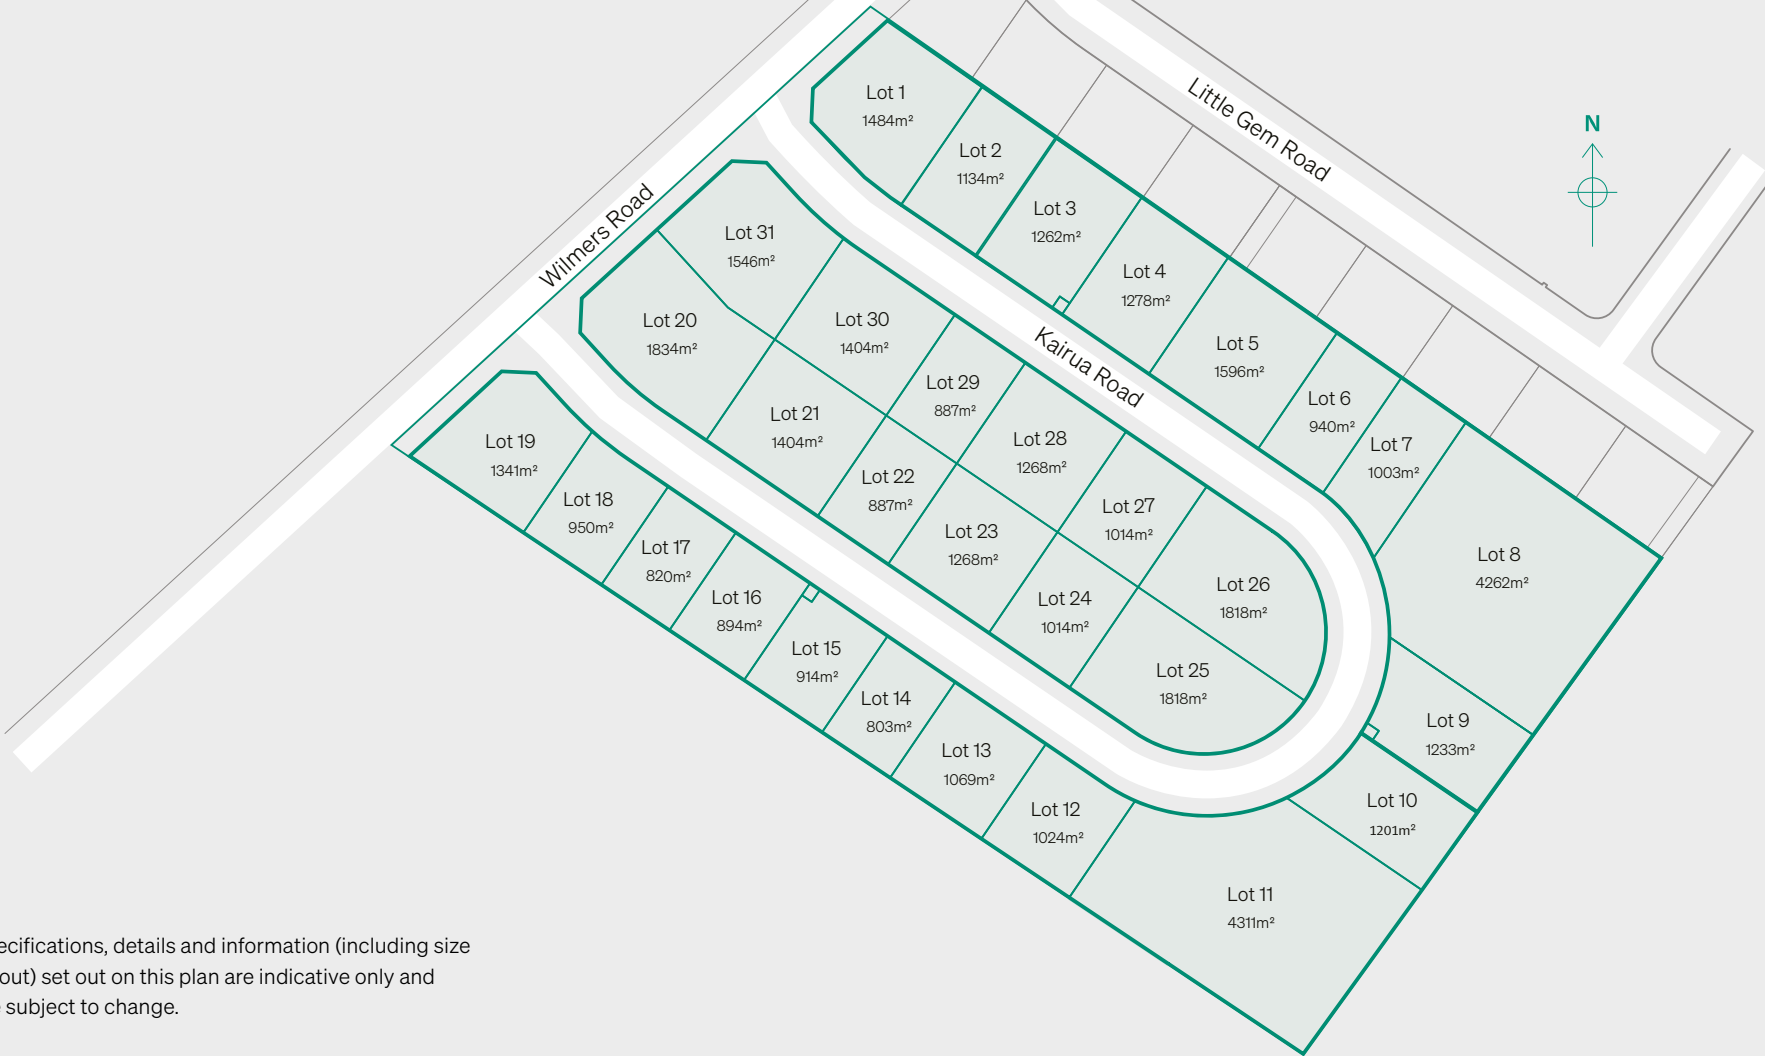 Little Gem Road
N
Wilmers Road
Kairua Road
Lot 1
1484m²
Lot 2
1134m²
Lot 3
1262m²
Lot 4
1278m²
Lot 5
1596m²
Lot 6
940m²
Lot 7
1003m²
Lot 8
4262m²
Lot 9
1233m²
Lot 10
1201m²
Lot 11
4311m²
Lot 12
1024m²
Lot 13
1069m²
Lot 14
803m²
Lot 15
914m²
Lot 16
894m²
Lot 17
820m²
Lot 18
950m²
Lot 19
1341m²
Lot 20
1834m²
Lot 21
1404m²
Lot 22
887m²
Lot 23
1268m²
Lot 24
1014m²
Lot 25
1818m²
Lot 26
1818m²
Lot 27
1014m²
Lot 28
1268m²
Lot 29
887m²
Lot 30
1404m²
Lot 31
1546m²
ecifications, details and information (including size
out) set out on this plan are indicative only and
subject to change.